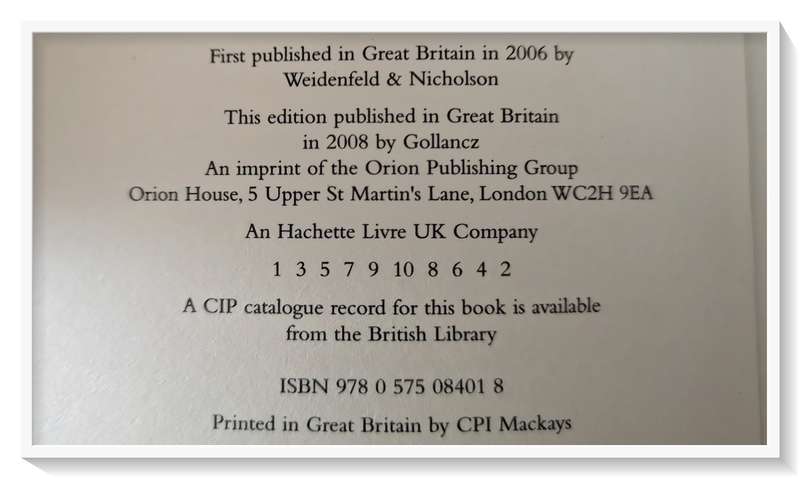 First published in Great Britain in 2006 by
Weidenfeld & Nicholson
This edition published in Great Britain
in 2008 by Gollancz
An imprint of the Orion Publishing Group
Orion House, 5 Upper St Martin's Lane, London WC2H 9EA
An Hachette Livre UK Company
1 3 5 7 9 10 8 6 4 2
A CIP catalogue record for this book is available
from the British Library
ISBN 978 0 575 08401 8
Printed in Great Britain by CPI Mackays